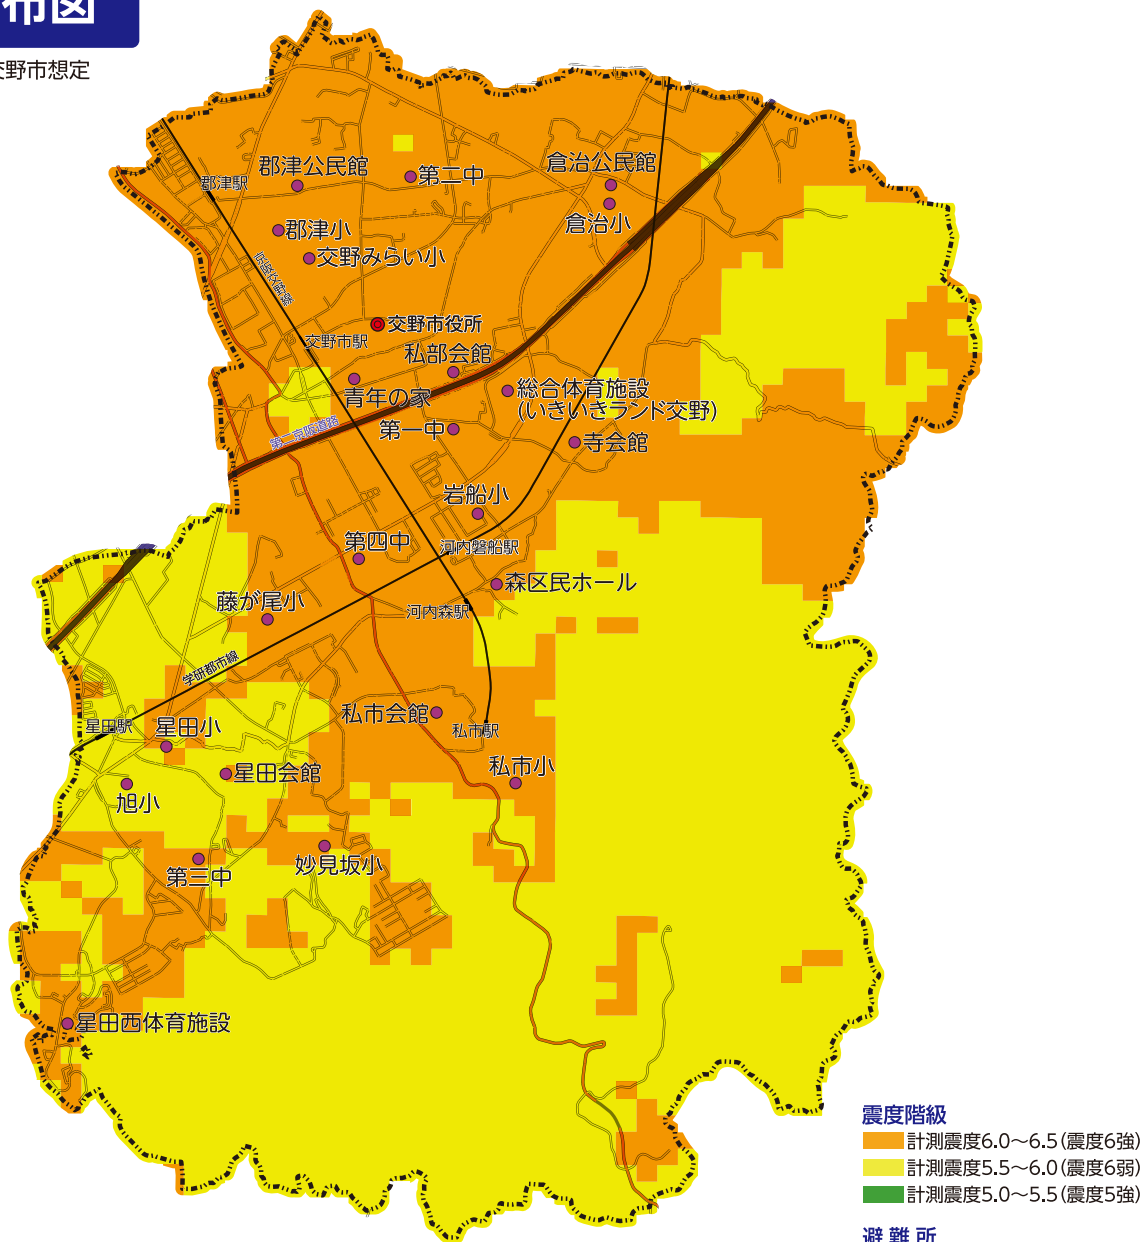 布図
交野市想定
郡津公民館
第二中
倉治公民館
郡津駅
倉治小
郡津小
交野みらい小
京阪交野線
交野市役所
交野市駅
私部会館
青年の家
総合体育施設
(いきいきランド交野)
第一中
第二京阪道路
寺会館
岩船小
第四中
河内磐船駅
森区民ホール
藤が尾小
河内森駅
学研都市線
私市会館
星田駅
星田小
私市駅
星田会館
私市小
旭小
妙見坂小
第三中
星田西体育施設
震度階級
計測震度6.0～6.5(震度6強)
計測震度5.5～6.0(震度6弱)
計測震度5.0～5.5(震度5強)
避難所